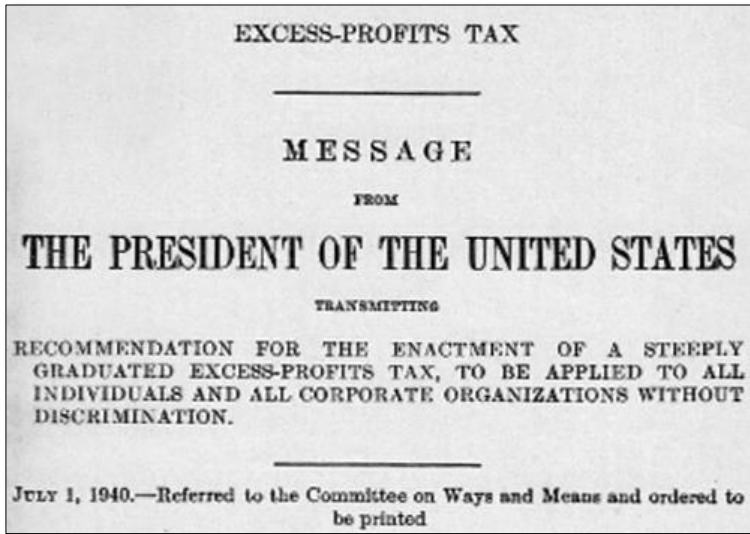 EXCESS-PROFITS TAX
MESSAGE
FROM
THE PRESIDENT OF THE UNITED STATES
TRANSMITTING
RECOMMENDATION FOR THE ENACTMENT OF A STEEPLY
GRADUATED EXCESS-PROFITS TAX, TO BE APPLIED TO ALL
INDIVIDUALS AND ALL CORPORATE ORGANIZATIONS WITHOUT
DISCRIMINATION.
JULY 1, 1940.—Referred to the Committee on Ways and Means and ordered to
be printed